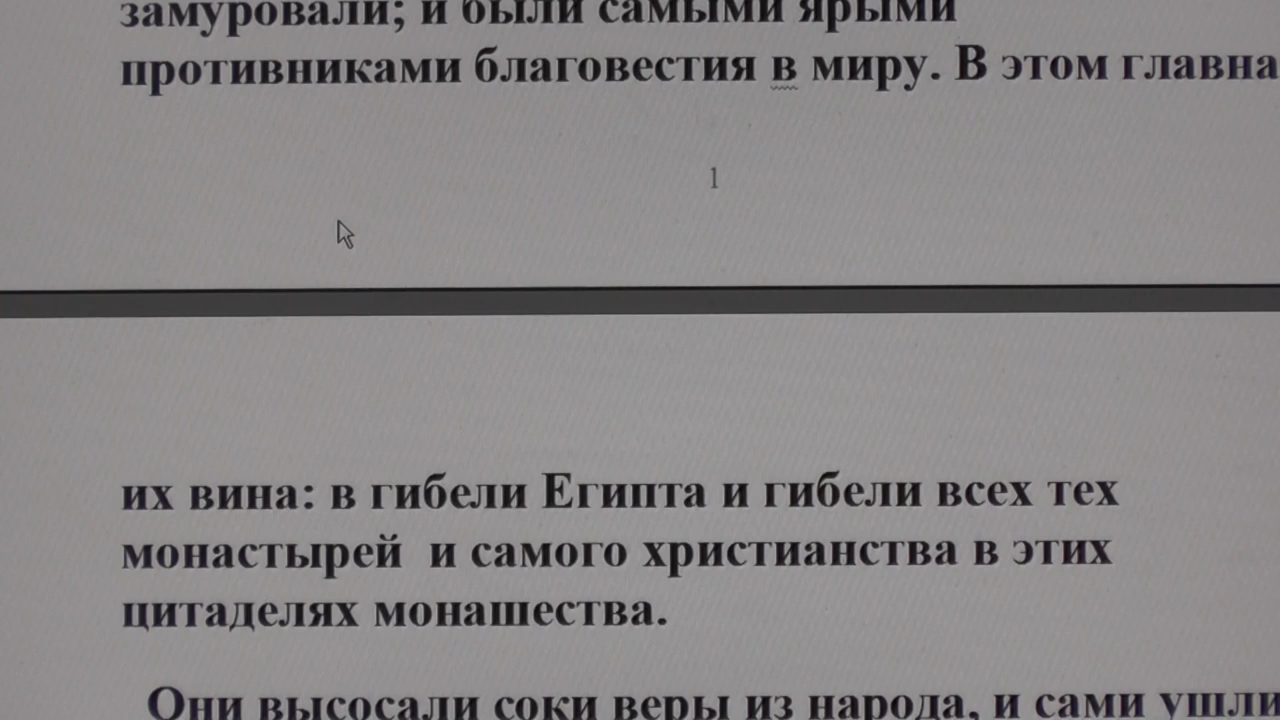 замуровали; и были самыми ярыми
противниками благовестия в миру. В этом главна
1
их вина: в гибели Египта и гибели всех тех
монастырей и самого христианства в этих
цитаделях монашества.
Они высосали соки веры из народа, и сами ушли